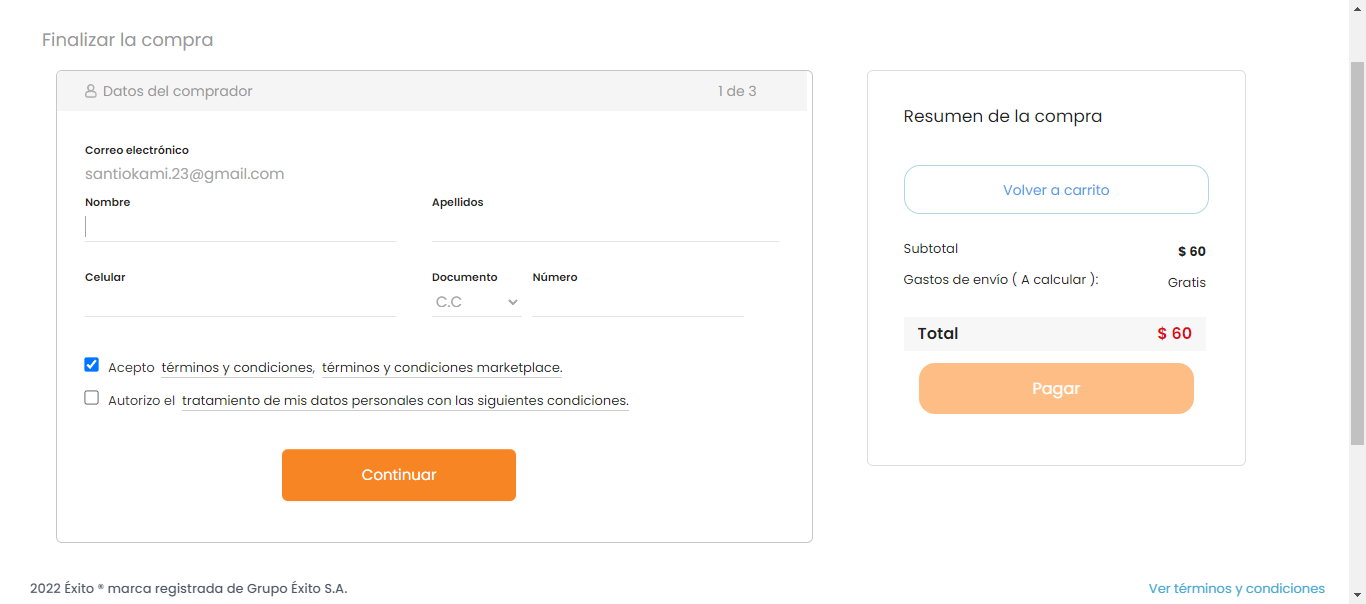 Finalizar la compra
Datos del comprador 1 de 3
Correo electrónico
santiokami.23@gmail.com
Nombre Apellidos
Celular Documento Número
C.C
Acepto términos y condiciones, términos y condiciones marketplace.
Autorizo el tratamiento de mis datos personales con las siguientes condiciones.
Continuar
Resumen de la compra
Volver a carrito
Subtotal $ 60
Gastos de envío ( A calcular ): Gratis
Total $ 60
Pagar
2022 Éxito ® marca registrada de Grupo Éxito S.A. Ver términos y condiciones